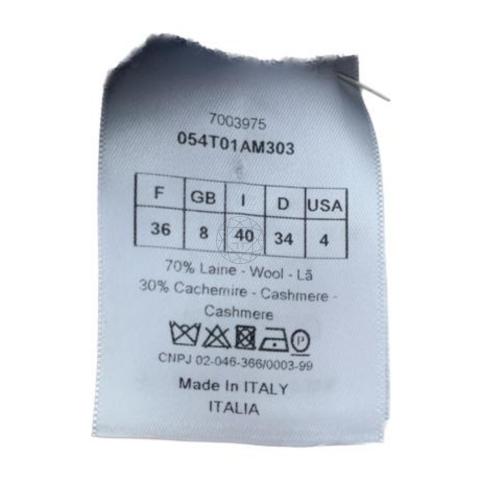 7003975
054T01AM303
F GB I D USA
36 8 40 34 4
70% Laine - Wool - Lã
30% Cachemire - Cashmere -
Cashmere
P
CNPJ 02-046-366/0003-99
Made In ITALY
ITALIA